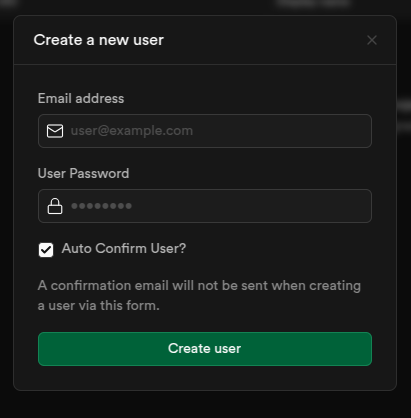 Create a new user
Email address
user@example.com
User Password
●●●●●●●●
Auto Confirm User?
A confirmation email will not be sent when creating
a user via this form.
Create user